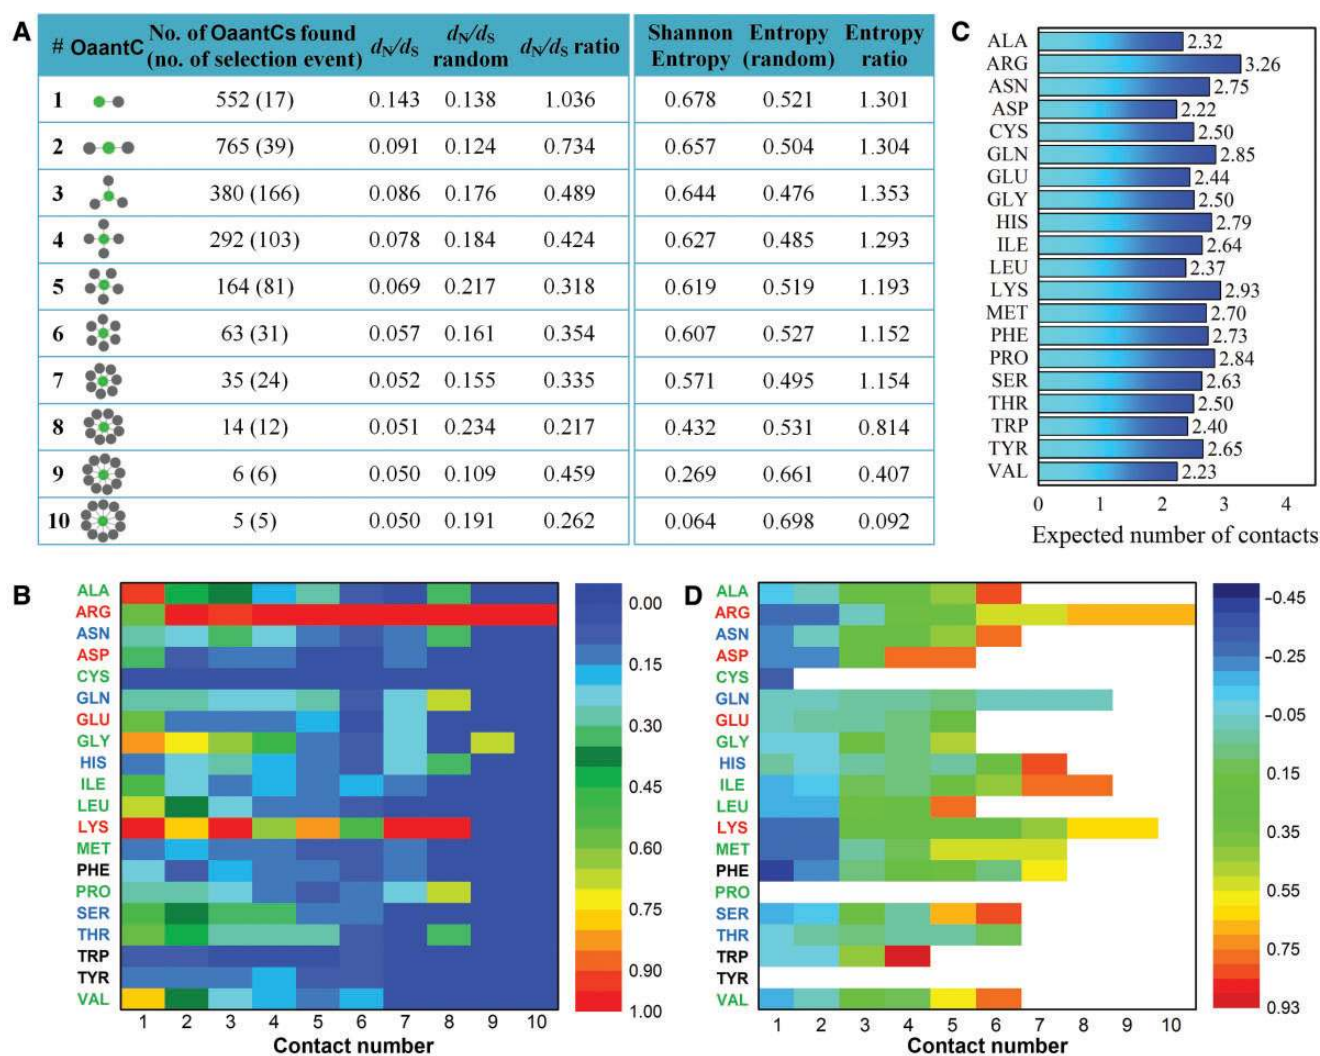 A
# OaantC No. of OaantCs found (no. of selection event) dN/dS dN/dS random dN/dS ratio Shannon Entropy Entropy (random) Entropy ratio
1 552 (17) 0.143 0.138 1.036 0.678 0.521 1.301
2 765 (39) 0.091 0.124 0.734 0.657 0.504 1.304
3 380 (166) 0.086 0.176 0.489 0.644 0.476 1.353
4 292 (103) 0.078 0.184 0.424 0.627 0.485 1.293
5 164 (81) 0.069 0.217 0.318 0.619 0.519 1.193
6 63 (31) 0.057 0.161 0.354 0.607 0.527 1.152
7 35 (24) 0.052 0.155 0.335 0.571 0.495 1.154
8 14 (12) 0.051 0.234 0.217 0.432 0.531 0.814
9 6 (6) 0.050 0.109 0.459 0.269 0.661 0.407
10 5 (5) 0.050 0.191 0.262 0.064 0.698 0.092
C
ALA 2.32
ARG 3.26
ASN 2.75
ASP 2.22
CYS 2.50
GLN 2.85
GLU 2.44
GLY 2.50
HIS 2.79
ILE 2.64
LEU 2.37
LYS 2.93
MET 2.70
PHE 2.73
PRO 2.84
SER 2.63
THR 2.50
TRP 2.40
TYR 2.65
VAL 2.23
0 1 2 3 4
Expected number of contacts
B
ALA
ARG
ASN
ASP
CYS
GLN
GLU
GLY
HIS
ILE
LEU
LYS
MET
PHE
PRO
SER
THR
TRP
TYR
VAL
1 2 3 4 5 6 7 8 9 10
Contact number
0.00
0.15
0.30
0.45
0.60
0.75
0.90
1.00
D
ALA
ARG
ASN
ASP
CYS
GLN
GLU
GLY
HIS
ILE
LEU
LYS
MET
PHE
PRO
SER
THR
TRP
TYR
VAL
1 2 3 4 5 6 7 8 9 10
Contact number
−0.45
−0.25
−0.05
0.15
0.35
0.55
0.75
0.93